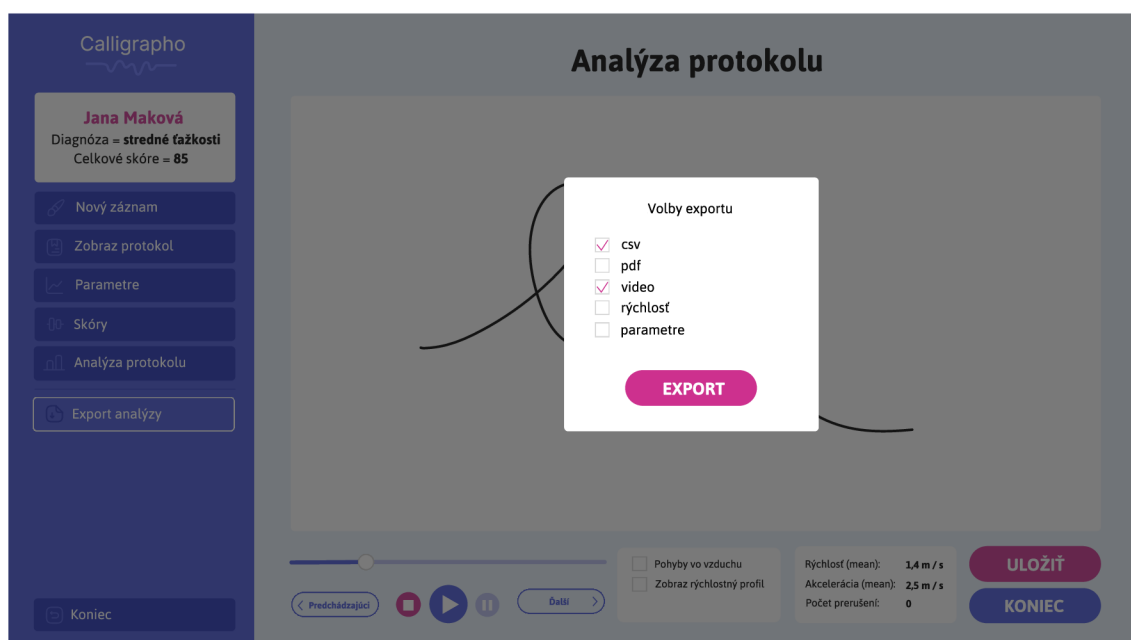 Calligrapho
Jana Maková
Diagnóza = stredné ťažkosti
Celkové skóre = 85
Nový záznam
Zobraz protokol
Parametre
Skóry
Analýza protokolu
Export analýzy
Koniec
Analýza protokolu
Volby exportu
csv
pdf
video
rýchlosť
parametre
EXPORT
Predchádzajúci
Ďalší
Pohyby vo vzduchu
Zobraz rýchlostný profil
Rýchlosť (mean): 1,4 m / s
Akcelerácia (mean): 2,5 m / s
Počet prerušení: 0
ULOŽIŤ
KONIEC